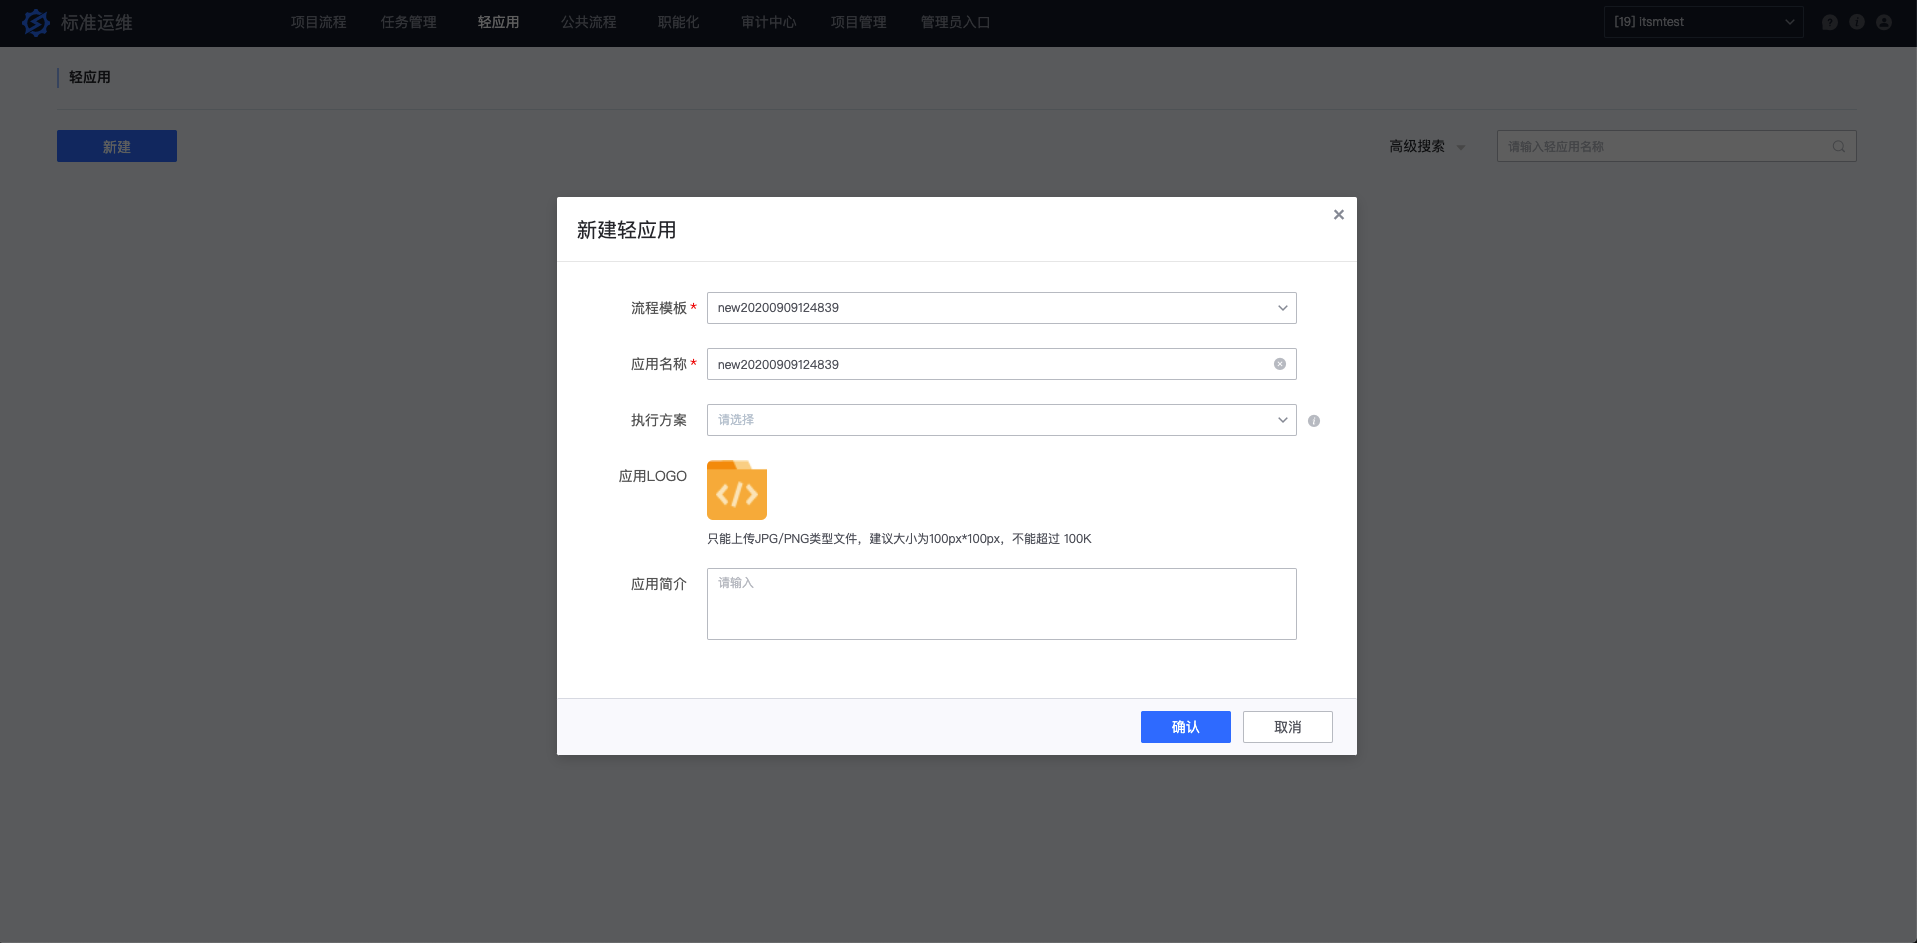 标准运维
项目流程 任务管理 轻应用 公共流程 职能化 审计中心 项目管理 管理员入口
[19] itsmtest
轻应用
新建
高级搜索
请输入轻应用名称
新建轻应用
流程模板 * new20200909124839
应用名称 * new20200909124839
执行方案 请选择
应用LOGO
只能上传JPG/PNG类型文件，建议大小为100px*100px，不能超过 100K
应用简介 请输入
确认 取消